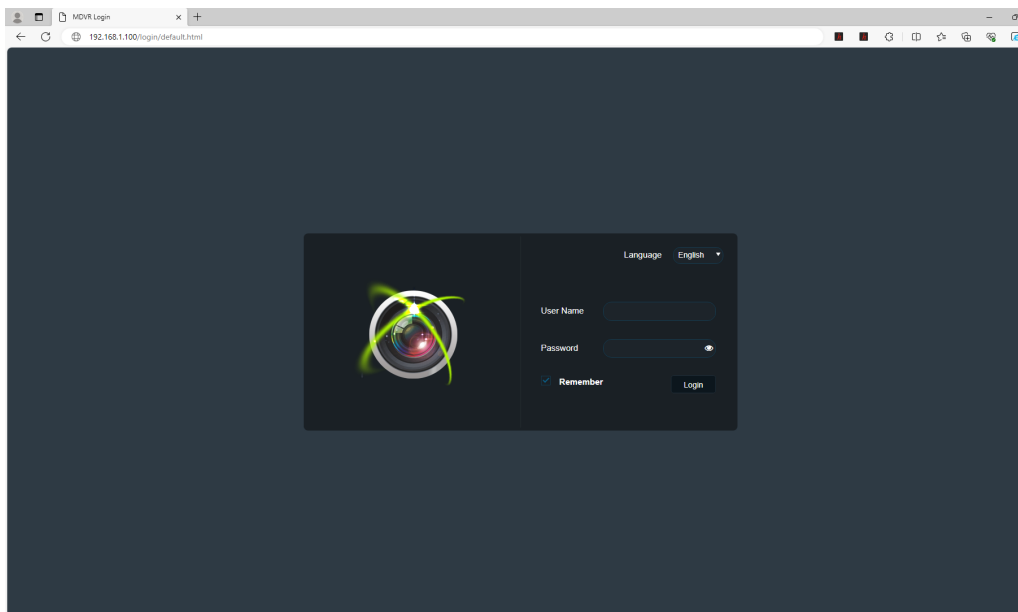 MDVR Login
192.168.1.100/login/default.html
Language English
User Name
Password
Remember
Login